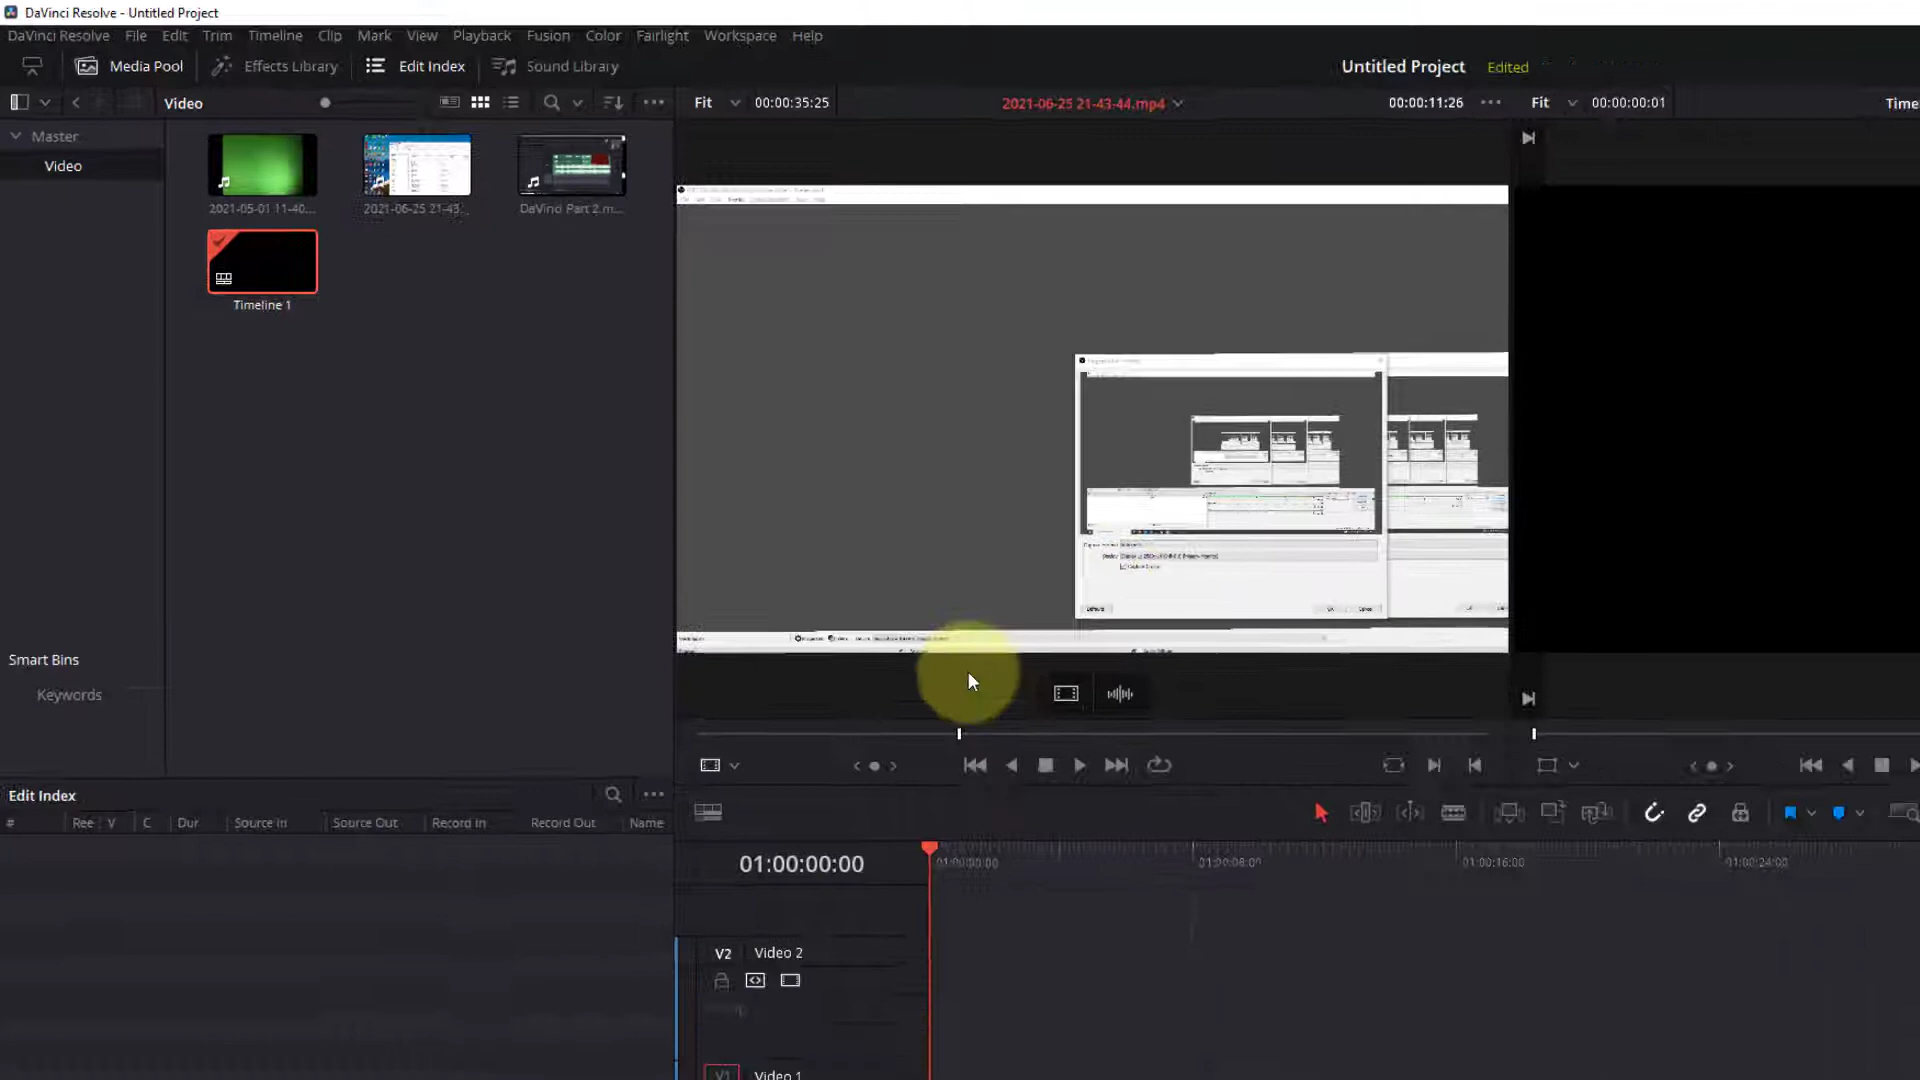 DaVinci Resolve - Untitled Project
DaVinci Resolve File Edit Trim Timeline Clip Mark View Playback Fusion Color Fairlight Workspace Help
Media Pool Effects Library Edit Index Sound Library Untitled Project Edited
Video Fit 00:00:35:25 2021-06-25 21-43-44.mp4 00:00:11:26 Fit 00:00:00:01 Time
Master
Video
2021-05-01 11-40... 2021-06-25 21-43... DaVinci Part 2.m...
Timeline 1
Smart Bins
Keywords
Edit Index
# Ree V C Dur Source In Source Out Record In Record Out Name
01:00:00:00 01:00:00:00 01:00:08:00 01:00:16:00 01:00:24:00
V2 Video 2
V1 Video 1